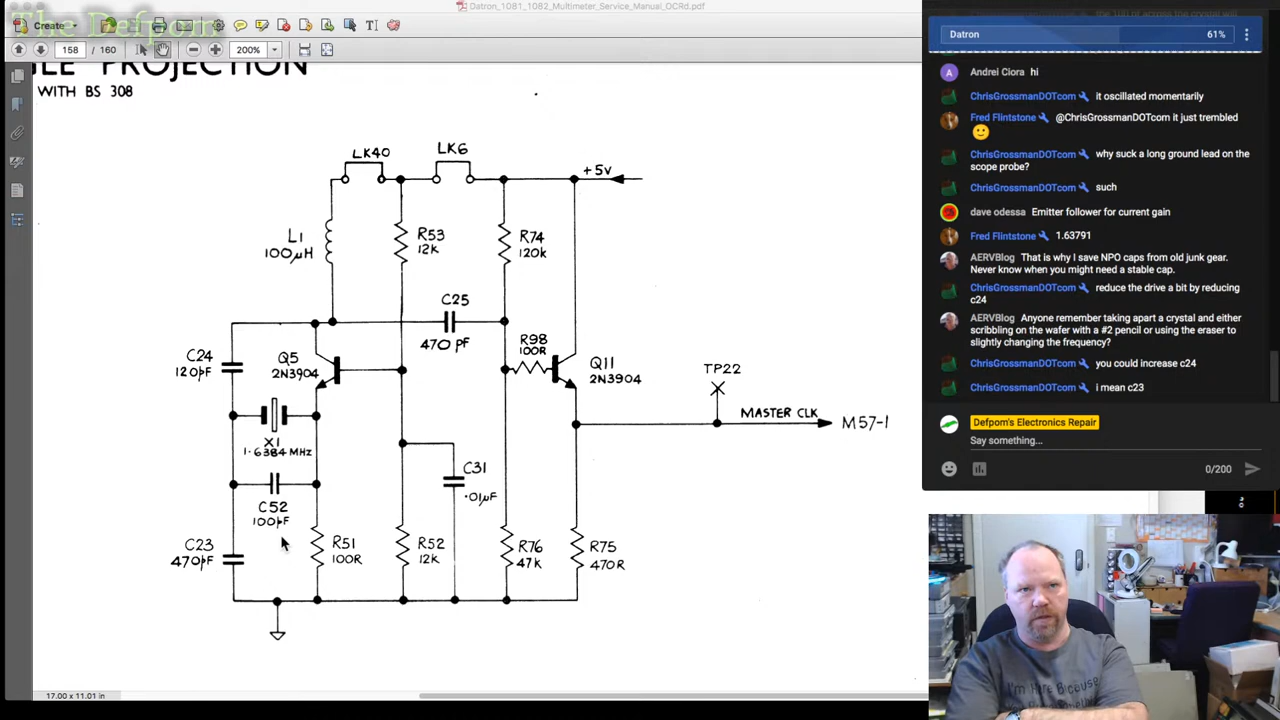 Datron_1081_1082_Multimeter_Service_Manual_OCRd.pdf
The Defpom
Create
158 / 160
200%
LE PROJECTION
WITH BS 308
LK40
LK6
+5v
L1
100µH
R53
12K
R74
120k
C25
470 PF
C24
120pF
Q5
2N3904
R98
100R
Q11
2N3904
TP22
MASTER CLK
M57-1
X1
1.6384 MHz
C31
.01µF
C52
100pF
C23
470pF
R51
100R
R52
12K
R76
47K
R75
470R
17.00 x 11.01 in
Datron
61%
Andrei Ciora hi
ChrisGrossmanDOTcom it oscillated momentarily
Fred Flintstone @ChrisGrossmanDOTcom it just trembled
ChrisGrossmanDOTcom why suck a long ground lead on the
scope probe?
ChrisGrossmanDOTcom such
dave odessa Emitter follower for current gain
Fred Flintstone 1.63791
AERVBlog That is why I save NPO caps from old junk gear.
Never know when you might need a stable cap.
ChrisGrossmanDOTcom reduce the drive a bit by reducing
c24
AERVBlog Anyone remember taking apart a crystal and either
scribbling on the wafer with a #2 pencil or using the eraser to
slightly changing the frequency?
ChrisGrossmanDOTcom you could increase c24
ChrisGrossmanDOTcom i mean c23
Defpom's Electronics Repair
Say something...
0/200
I'm Here Because